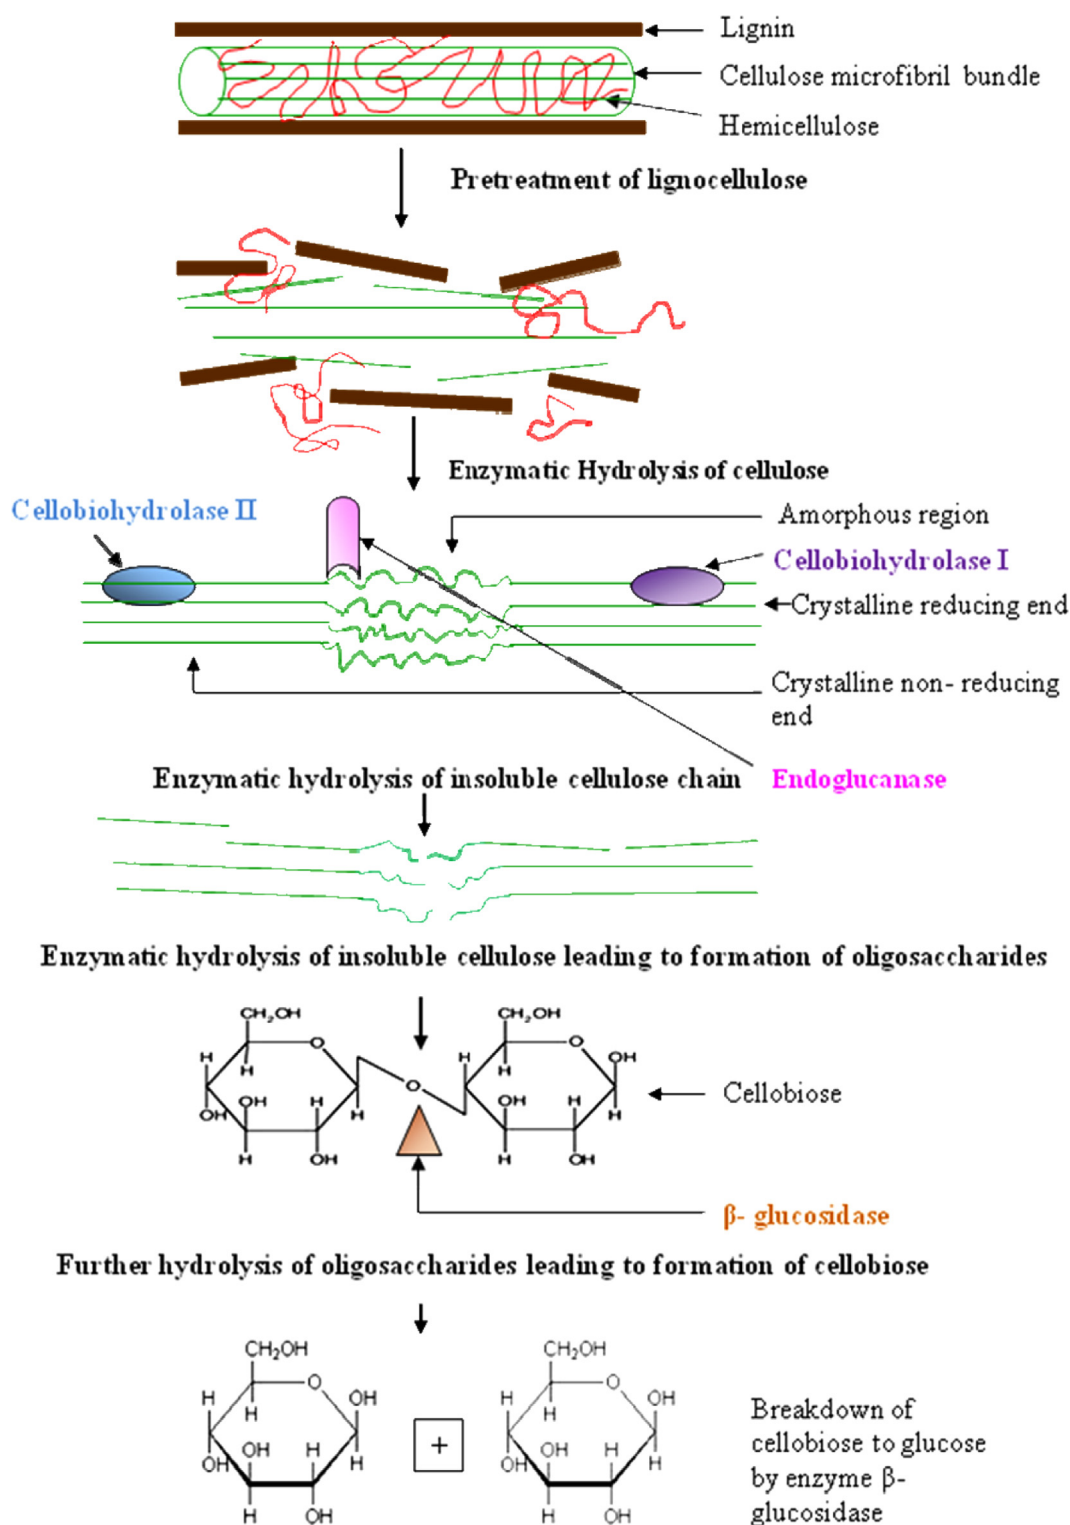 Lignin
Cellulose microfibril bundle
Hemicellulose
Pretreatment of lignocellulose
Enzymatic Hydrolysis of cellulose
Cellobiohydrolase II
Amorphous region
Cellobiohydrolase I
Crystalline reducing end
Crystalline non- reducing
end
Enzymatic hydrolysis of insoluble cellulose chain
Endoglucanase
Enzymatic hydrolysis of insoluble cellulose leading to formation of oligosaccharides
CH₂OH CH₂OH
O O
H H OH
H H
O
OH OH H H OH H H
OH
H OH H OH
Cellobiose
β- glucosidase
Further hydrolysis of oligosaccharides leading to formation of cellobiose
CH₂OH CH₂OH
O O
H OH H OH
H H
OH H H OH H H
OH OH
H OH H OH
+
Breakdown of
cellobiose to glucose
by enzyme β-
glucosidase